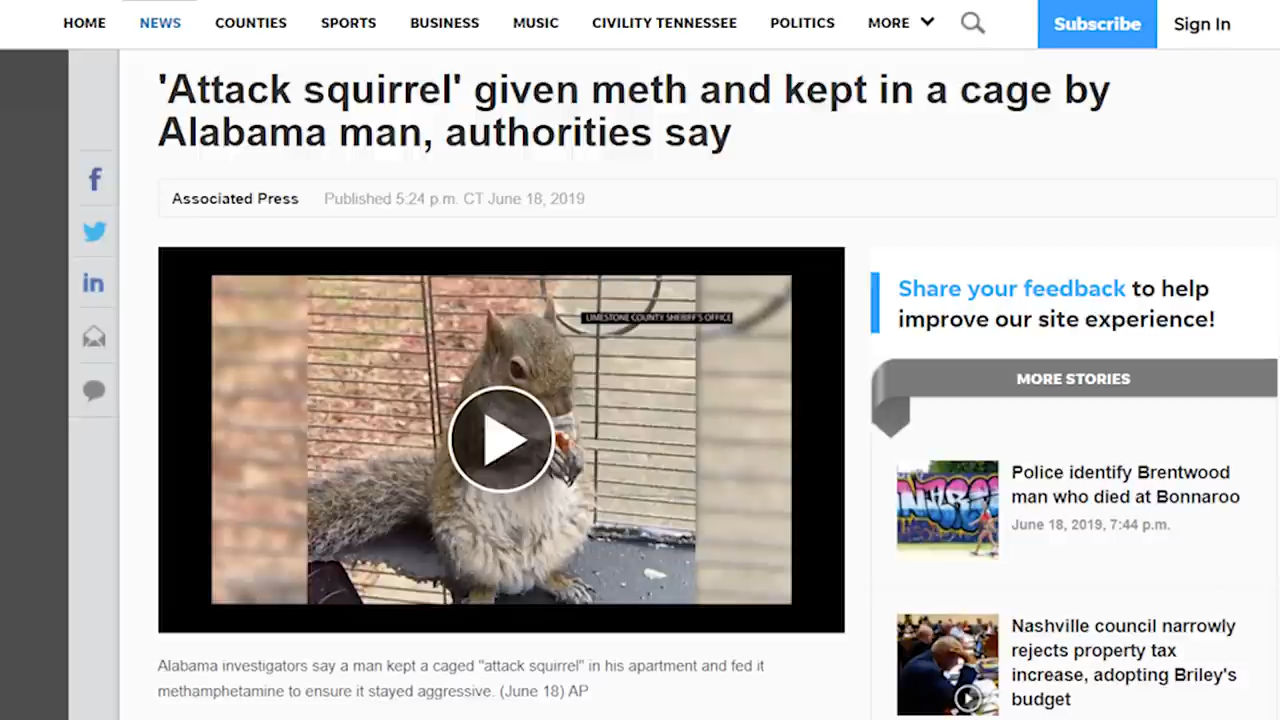 HOME NEWS COUNTIES SPORTS BUSINESS MUSIC CIVILITY TENNESSEE POLITICS MORE Subscribe Sign In
'Attack squirrel' given meth and kept in a cage by
Alabama man, authorities say
Associated Press Published 5:24 p.m. CT June 18, 2019
f
in
LIMESTONE COUNTY SHERIFF'S OFFICE
Share your feedback to help
improve our site experience!
MORE STORIES
Police identify Brentwood
man who died at Bonnaroo
June 18, 2019, 7:44 p.m.
Nashville council narrowly
rejects property tax
increase, adopting Briley's
budget
Alabama investigators say a man kept a caged "attack squirrel" in his apartment and fed it
methamphetamine to ensure it stayed aggressive. (June 18) AP